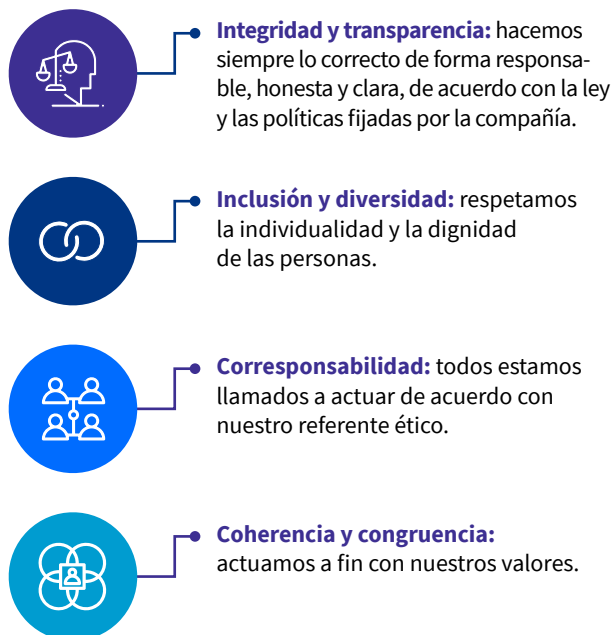 Integridad y transparencia: hacemos
siempre lo correcto de forma responsa-
ble, honesta y clara, de acuerdo con la ley
y las políticas fijadas por la compañía.
Inclusión y diversidad: respetamos
la individualidad y la dignidad
de las personas.
Corresponsabilidad: todos estamos
llamados a actuar de acuerdo con
nuestro referente ético.
Coherencia y congruencia:
actuamos a fin con nuestros valores.